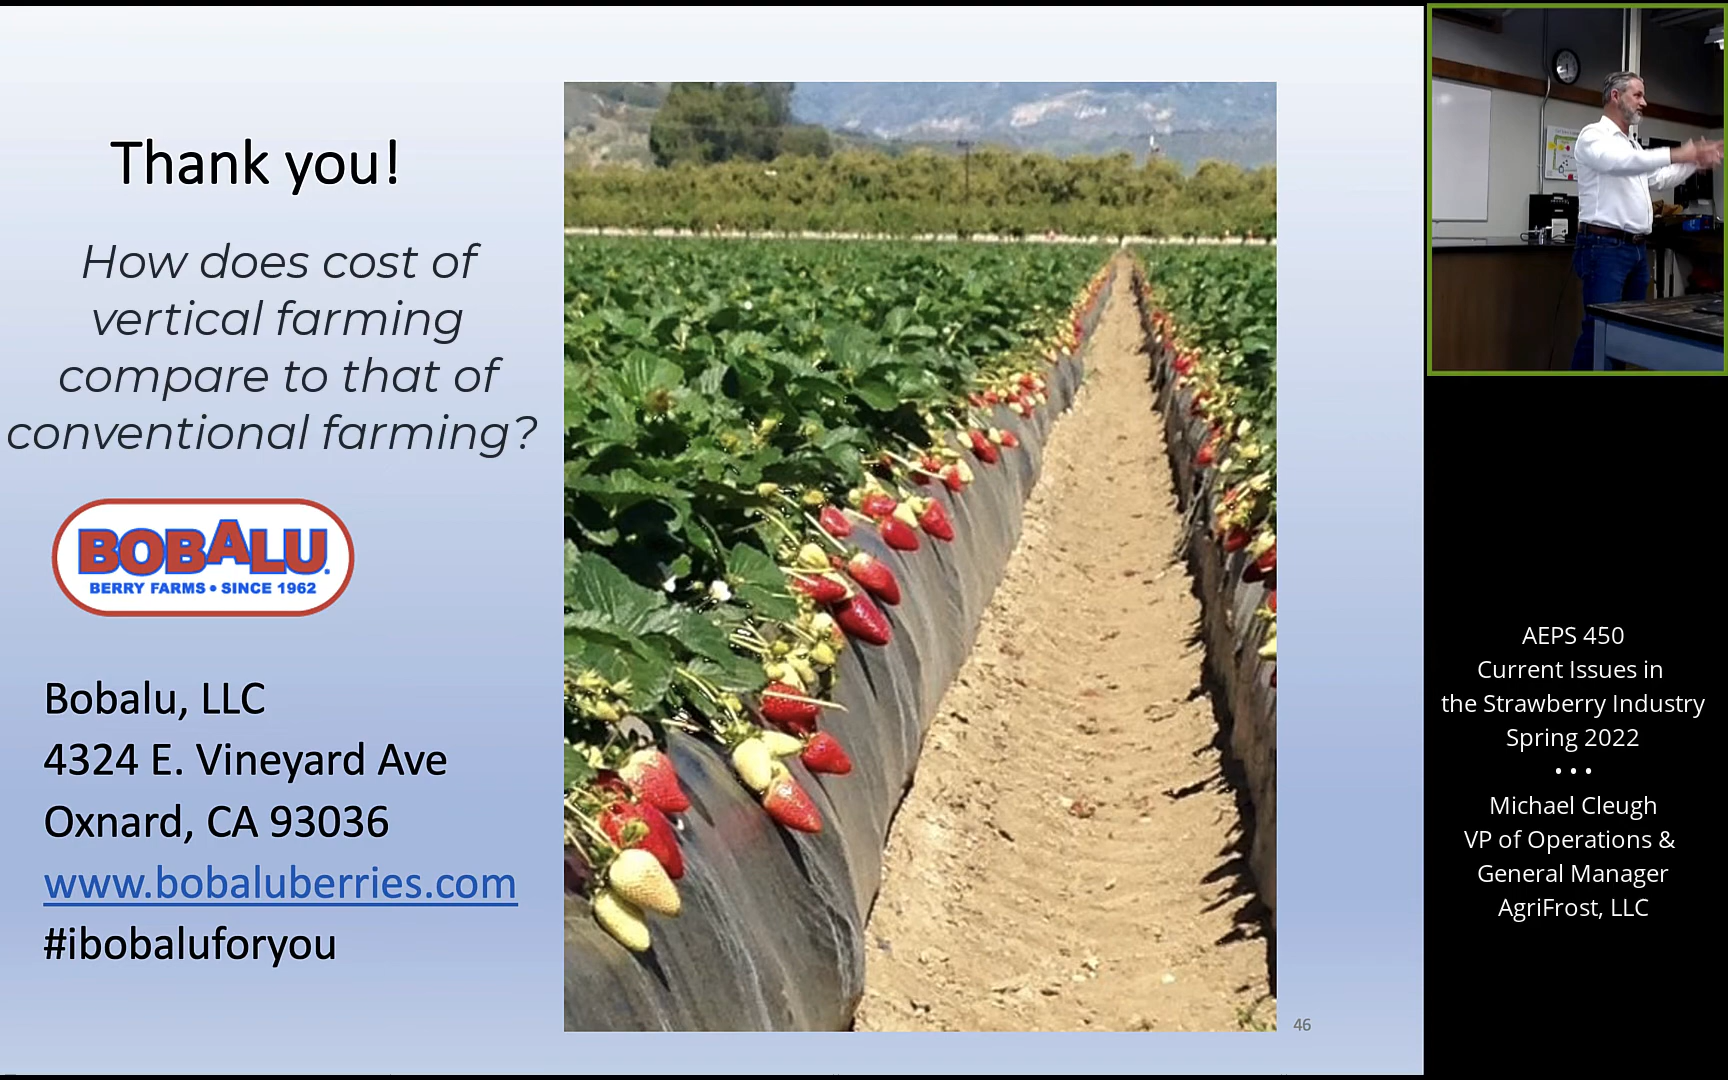 Thank you!
How does cost of
vertical farming
compare to that of
conventional farming?
BOBALU.
BERRY FARMS • SINCE 1962
Bobalu, LLC
4324 E. Vineyard Ave
Oxnard, CA 93036
www.bobaluberries.com
#ibobaluforyou
46
AEPS 450
Current Issues in
the Strawberry Industry
Spring 2022
• • •
Michael Cleugh
VP of Operations &
General Manager
AgriFrost, LLC